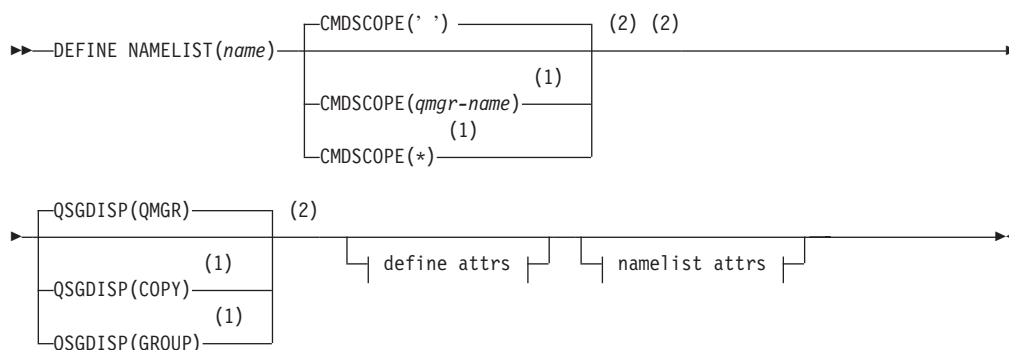 CMDSCOPE(' ') (2) (2)
DEFINE NAMELIST(name)
(1)
CMDSCOPE(qmgr-name)
(1)
CMDSCOPE(*)
QSGDISP(QMGR) (2)
define attrs namelist attrs
(1)
QSGDISP(COPY)
(1)
QSGDISP(GROUP)